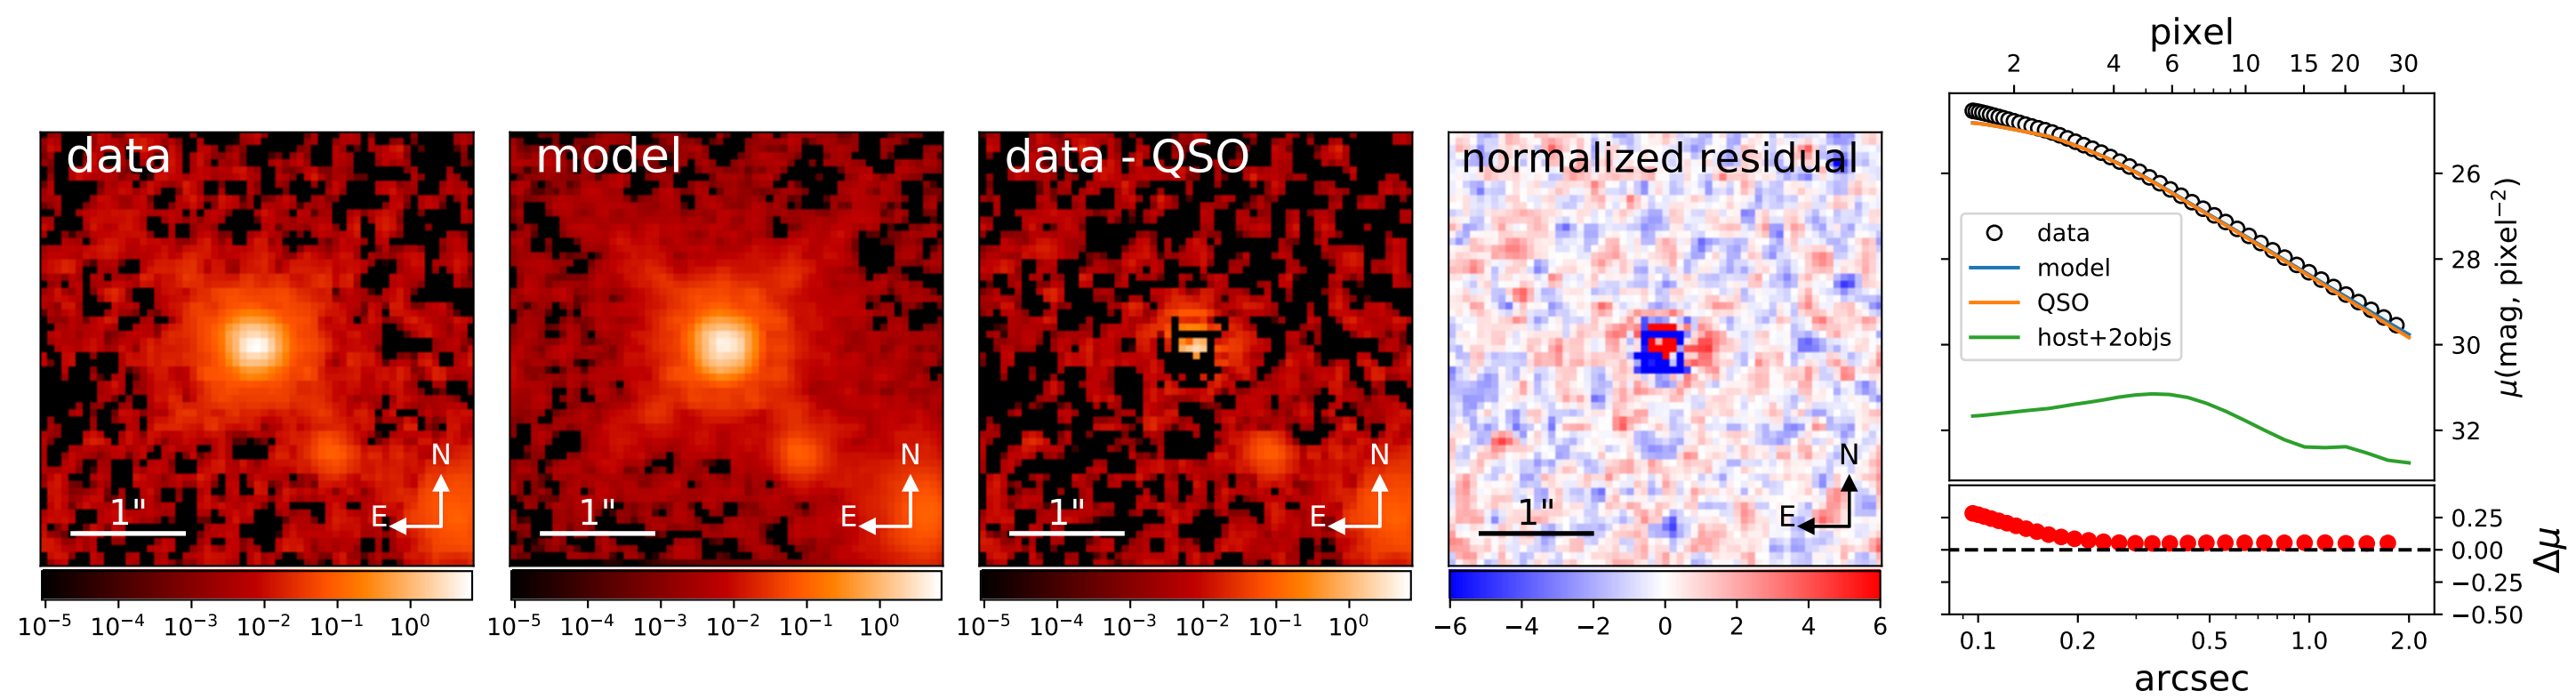 data
N
E
1"
10⁻⁵ 10⁻⁴ 10⁻³ 10⁻² 10⁻¹ 10⁰
model
N
E
1"
10⁻⁵ 10⁻⁴ 10⁻³ 10⁻² 10⁻¹ 10⁰
data - QSO
N
E
1"
10⁻⁵ 10⁻⁴ 10⁻³ 10⁻² 10⁻¹ 10⁰
normalized residual
N
E
1"
−6 −4 −2 0 2 4 6
pixel
2 4 6 10 15 20 30
data
model
QSO
host+2objs
26
28
30
32
μ(mag, pixel⁻²)
0.25
0.00
−0.25
−0.50
Δμ
0.1 0.2 0.5 1.0 2.0
arcsec